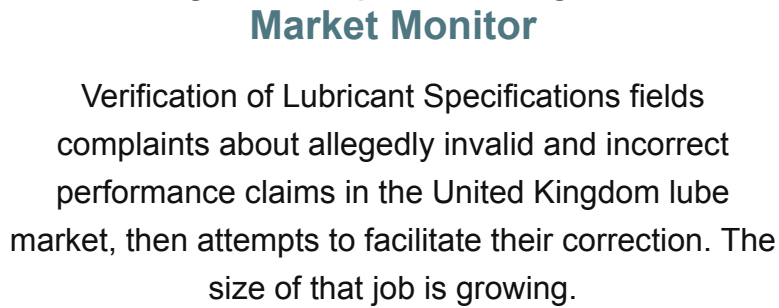 Market Monitor
Verification of Lubricant Specifications fields
complaints about allegedly invalid and incorrect
performance claims in the United Kingdom lube
market, then attempts to facilitate their correction. The
size of that job is growing.